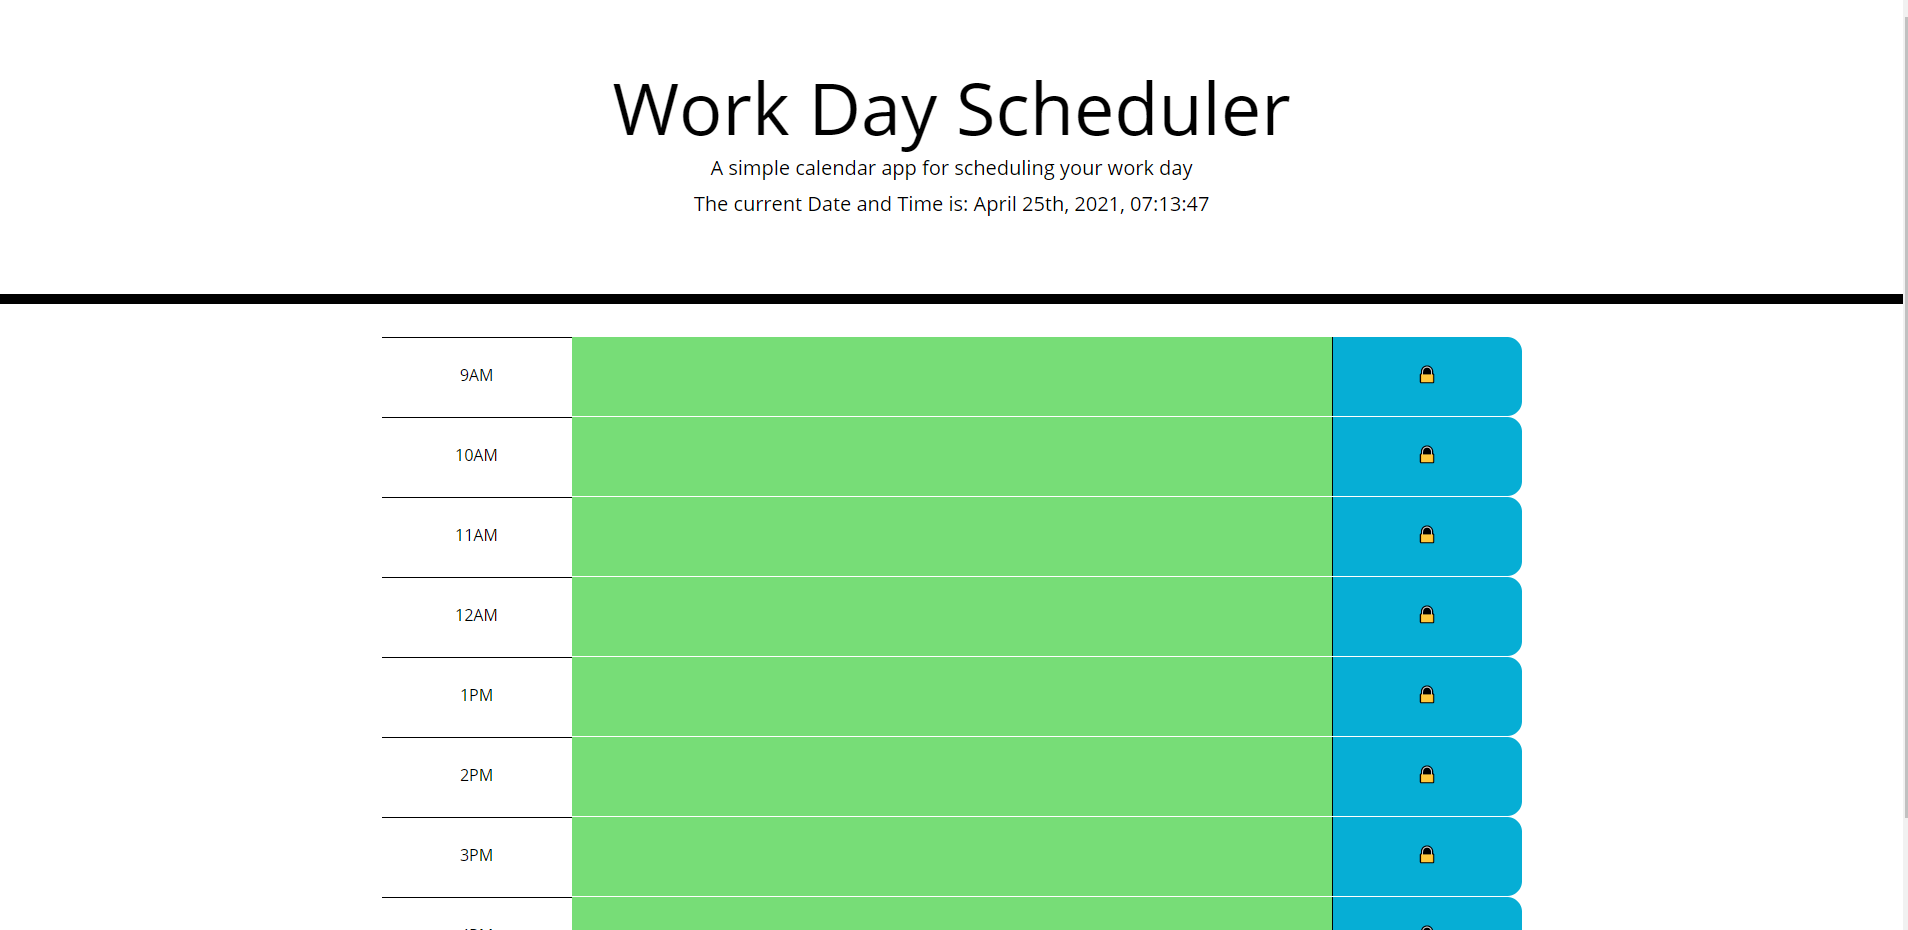 Work Day Scheduler
A simple calendar app for scheduling your work day
The current Date and Time is: April 25th, 2021, 07:13:47
9AM
10AM
11AM
12AM
1PM
2PM
3PM